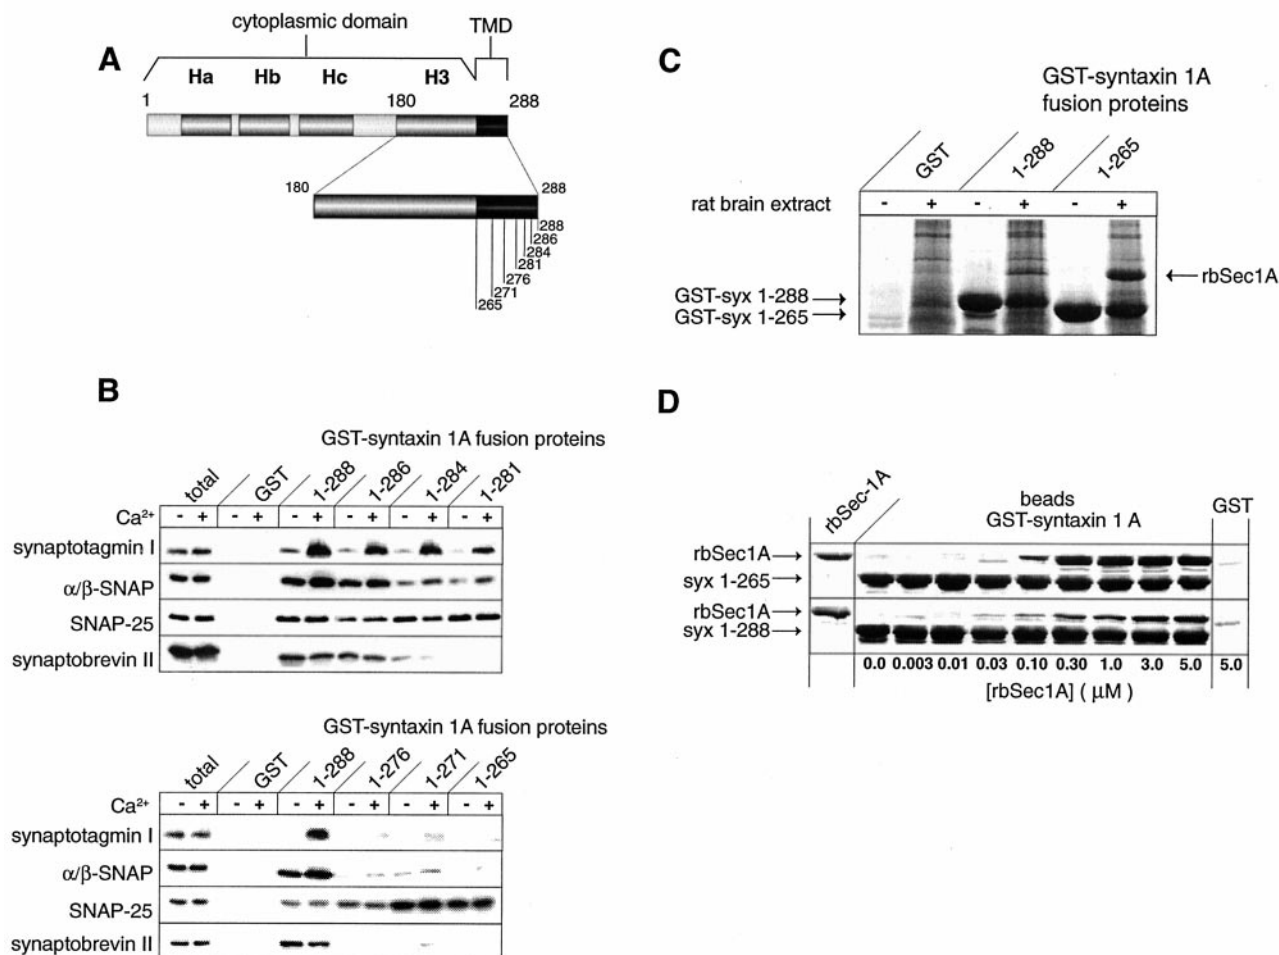 A
cytoplasmic domain
TMD
Ha Hb Hc H3
1 180 288
180 288
288
286
284
281
276
271
265
B
GST-syntaxin 1A fusion proteins
total GST 1-288 1-286 1-284 1-281
Ca²⁺ - + - + - + - + - + - +
synaptotagmin I
α/β-SNAP
SNAP-25
synaptobrevin II
GST-syntaxin 1A fusion proteins
total GST 1-288 1-276 1-271 1-265
Ca²⁺ - + - + - + - + - + - +
synaptotagmin I
α/β-SNAP
SNAP-25
synaptobrevin II
C
GST-syntaxin 1A
fusion proteins
GST 1-288 1-265
rat brain extract - + - + - +
rbSec1A
GST-syx 1-288
GST-syx 1-265
D
rbSec-1A
beads
GST-syntaxin 1 A
GST
rbSec1A
syx 1-265
rbSec1A
syx 1-288
0.0 0.003 0.01 0.03 0.10 0.30 1.0 3.0 5.0 5.0
[rbSec1A] ( μM )